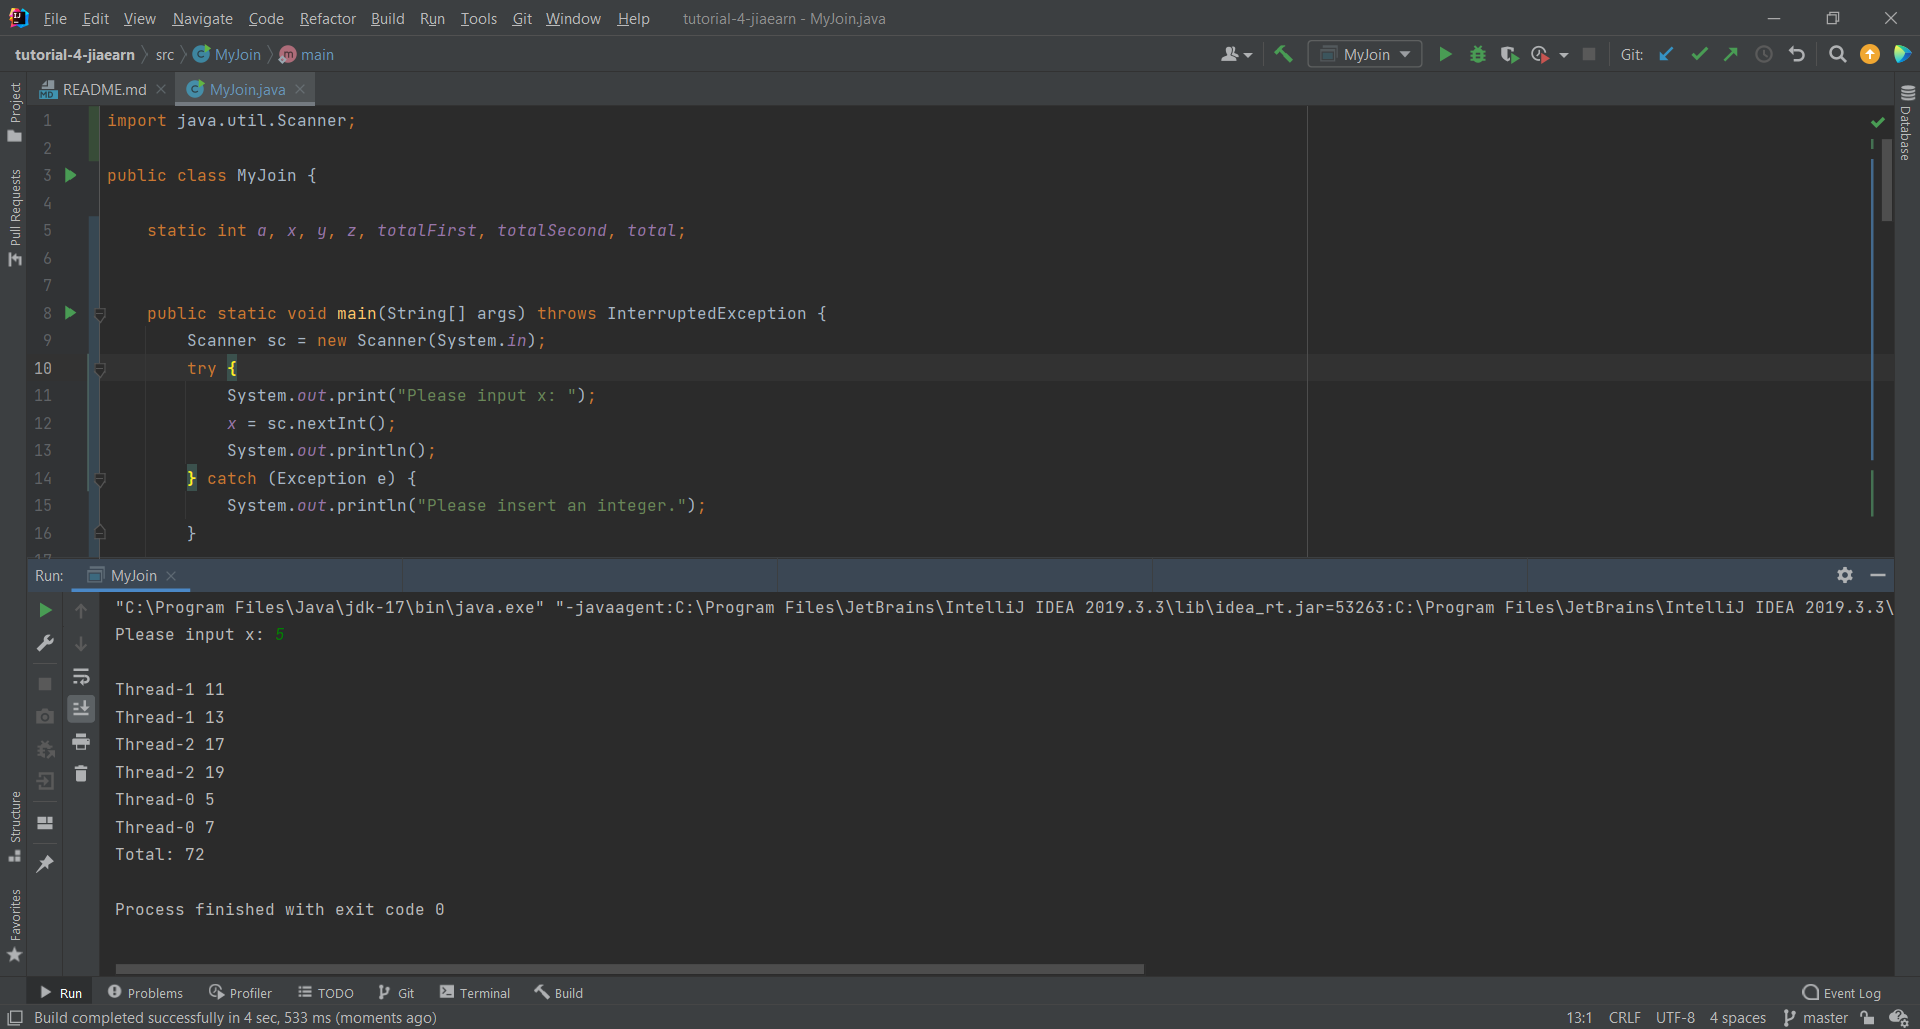 File Edit View Navigate Code Refactor Build Run Tools Git Window Help tutorial-4-jiaearn - MyJoin.java
tutorial-4-jiaearn src MyJoin main MyJoin Git:
README.md MyJoin.java
Project
Pull Requests
Database
1 import java.util.Scanner;
2
3 public class MyJoin {
4
5 static int a, x, y, z, totalFirst, totalSecond, total;
6
7
8 public static void main(String[] args) throws InterruptedException {
9 Scanner sc = new Scanner(System.in);
10 try {
11 System.out.print("Please input x: ");
12 x = sc.nextInt();
13 System.out.println();
14 } catch (Exception e) {
15 System.out.println("Please insert an integer.");
16 }
17
Run: MyJoin
"C:\Program Files\Java\jdk-17\bin\java.exe" "-javaagent:C:\Program Files\JetBrains\IntelliJ IDEA 2019.3.3\lib\idea_rt.jar=53263:C:\Program Files\JetBrains\IntelliJ IDEA 2019.3.3\
Please input x: 5
Thread-1 11
Thread-1 13
Thread-2 17
Thread-2 19
Thread-0 5
Thread-0 7
Total: 72
Process finished with exit code 0
Structure
Favorites
Run Problems Profiler TODO Git Terminal Build Event Log
Build completed successfully in 4 sec, 533 ms (moments ago) 13:1 CRLF UTF-8 4 spaces master